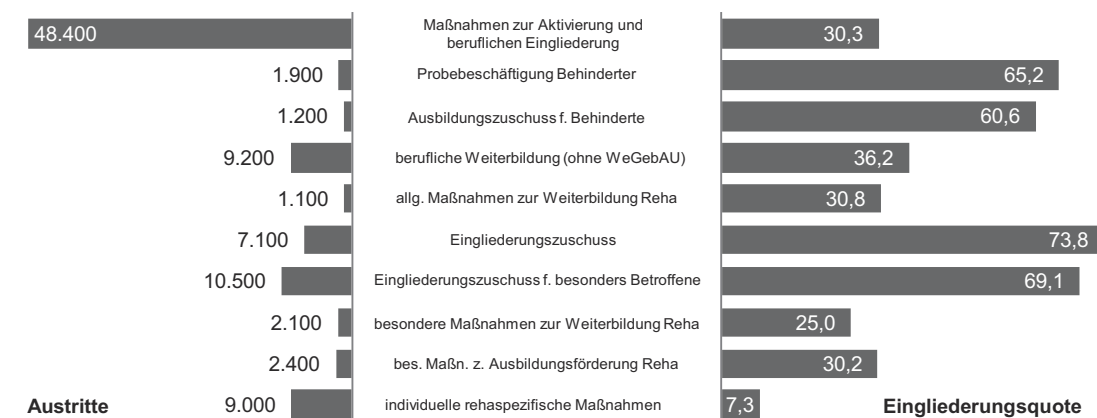 48.400 Maßnahmen zur Aktivierung und beruflichen Eingliederung 30,3
1.900 Probebeschäftigung Behinderter 65,2
1.200 Ausbildungszuschuss f. Behinderte 60,6
9.200 berufliche Weiterbildung (ohne WeGebAU) 36,2
1.100 allg. Maßnahmen zur Weiterbildung Reha 30,8
7.100 Eingliederungszuschuss 73,8
10.500 Eingliederungszuschuss f. besonders Betroffene 69,1
2.100 besondere Maßnahmen zur Weiterbildung Reha 25,0
2.400 bes. Maßn. z. Ausbildungsförderung Reha 30,2
Austritte 9.000 individuelle rehaspezifische Maßnahmen 7,3 Eingliederungsquote